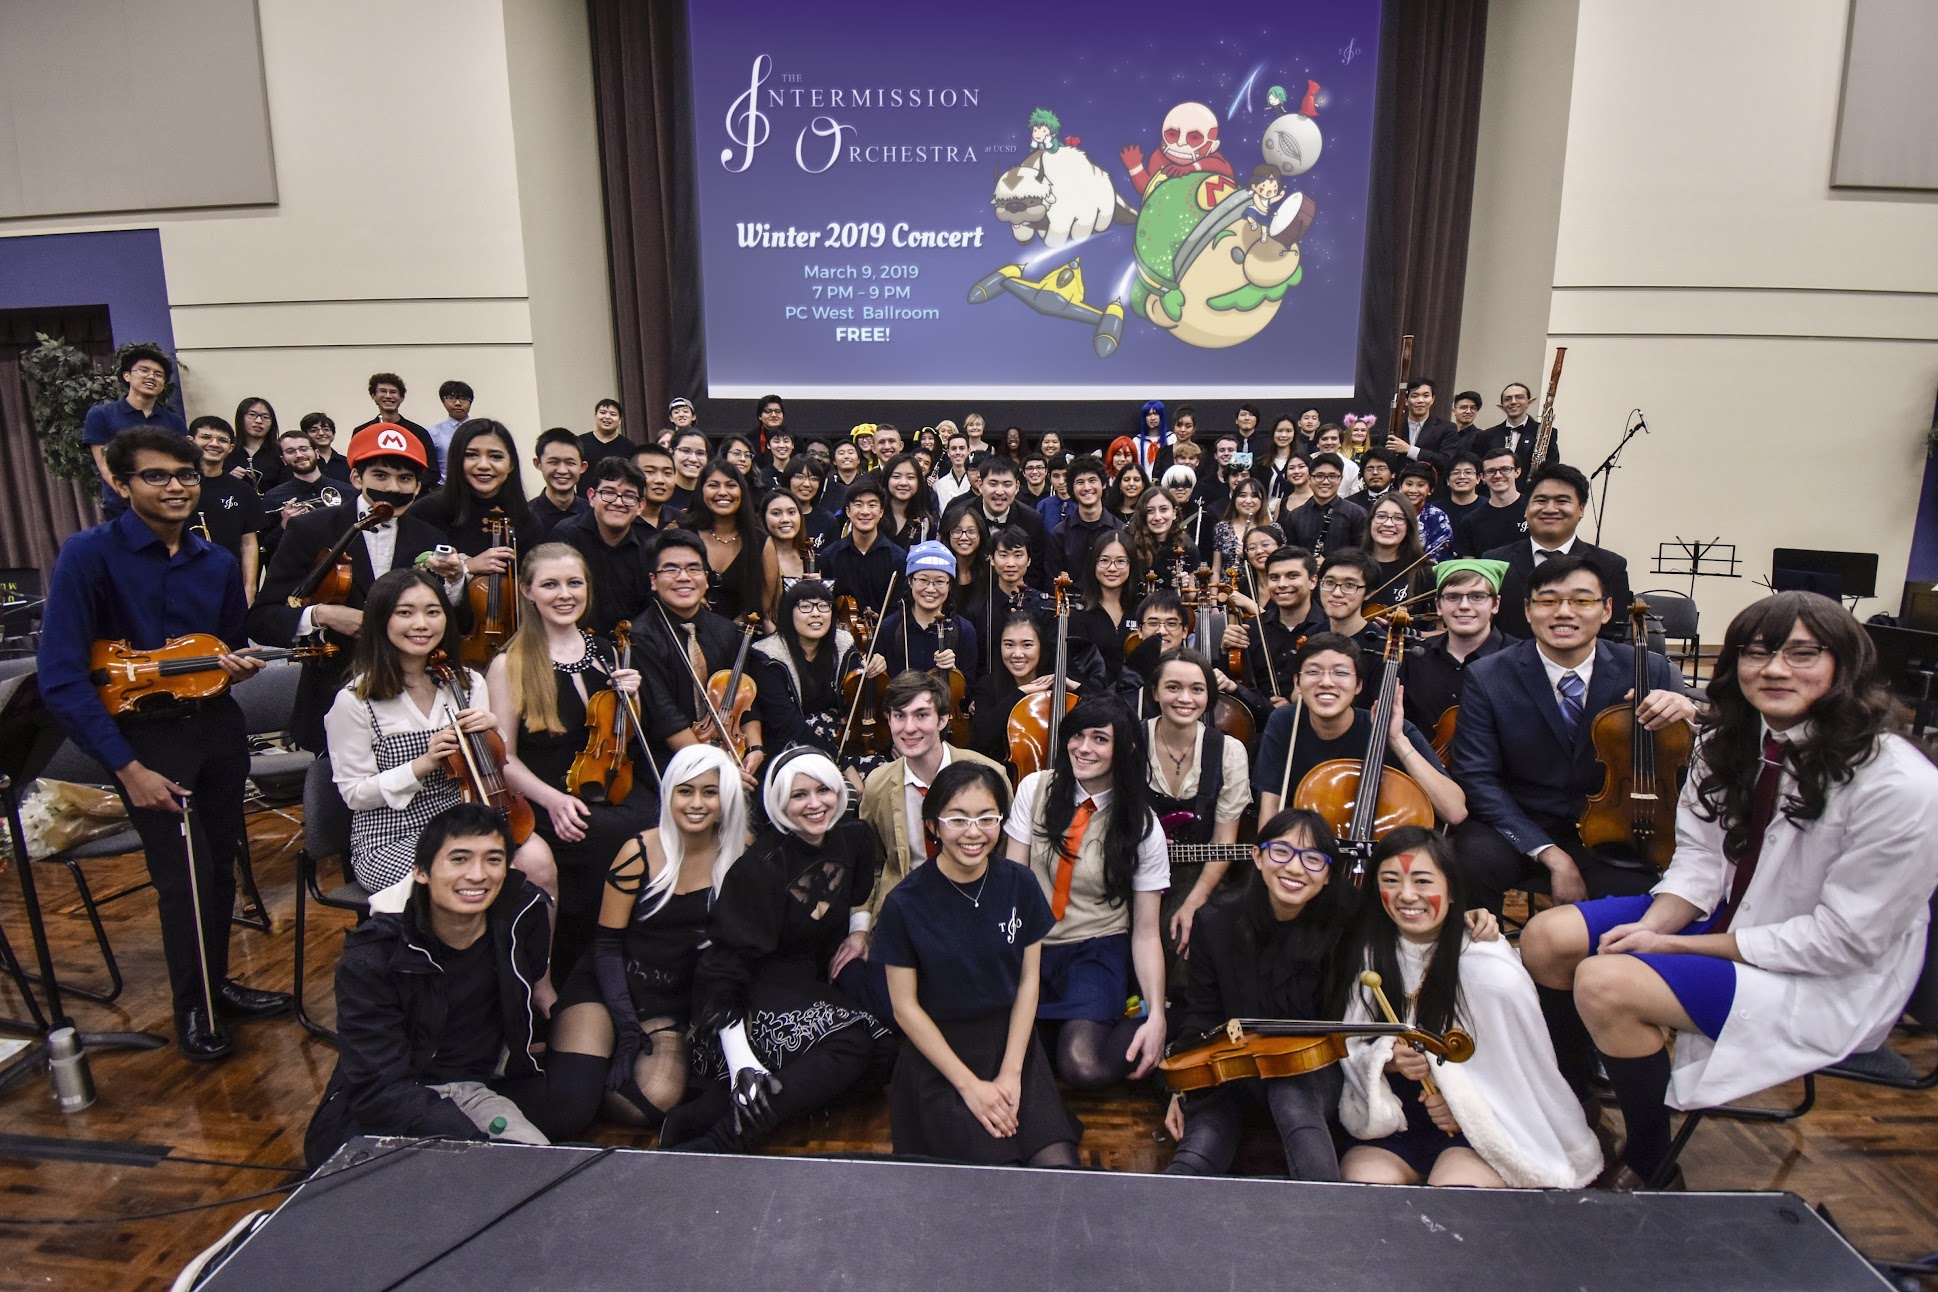 THE
INTERMISSION
ORCHESTRA at UCSD
T O
Winter 2019 Concert
March 9, 2019
7 PM – 9 PM
PC West Ballroom
FREE!
M
M
T O
T O